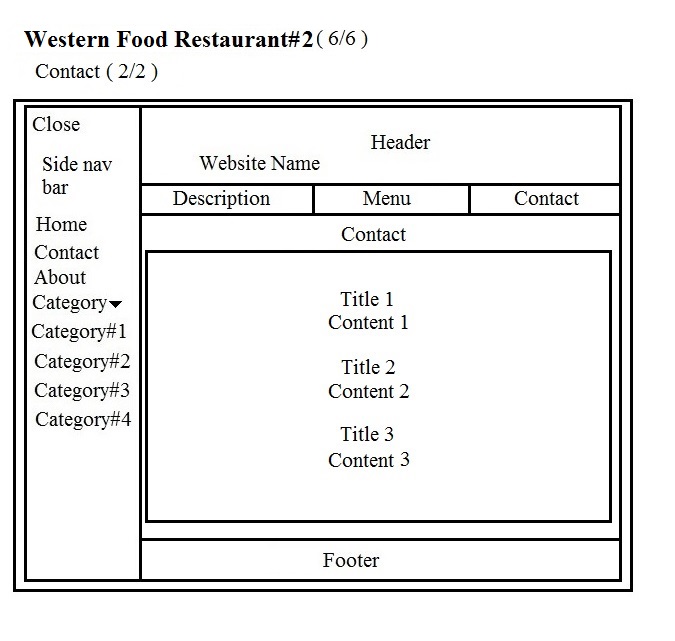 Western Food Restaurant#2( 6/6 )
Contact ( 2/2 )
Close
Side nav
bar
Home
Contact
About
Category
Category#1
Category#2
Category#3
Category#4
Header
Website Name
Description
Menu
Contact
Contact
Title 1
Content 1
Title 2
Content 2
Title 3
Content 3
Footer